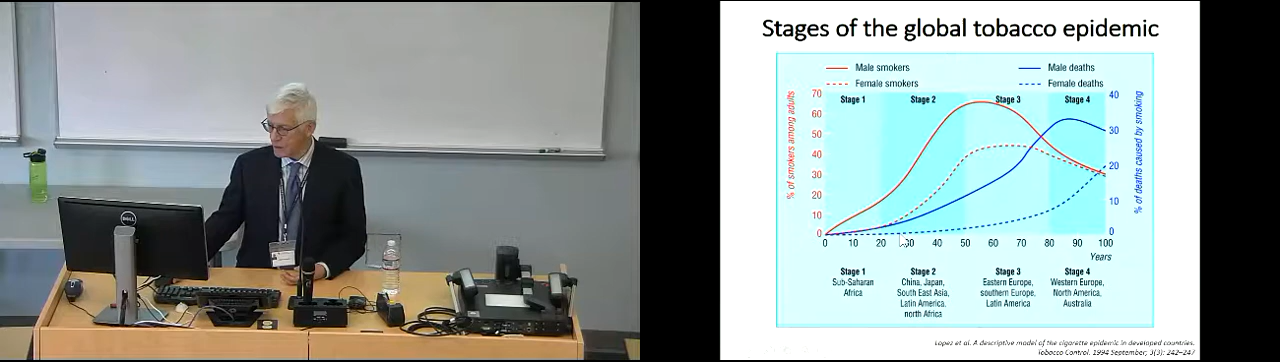 DELL
Stages of the global tobacco epidemic
Male smokers
Female smokers
Male deaths
Female deaths
% of smokers among adults
70
60
50
40
30
20
10
0
Stage 1
Stage 2
Stage 3
Stage 4
40
30
20
10
0
% of deaths caused by smoking
0 10 20 30 40 50 60 70 80 90 100
Years
Stage 1
Sub-Saharan
Africa
Stage 2
China, Japan,
South East Asia,
Latin America,
north Africa
Stage 3
Eastern Europe,
southern Europe,
Latin America
Stage 4
Western Europe,
North America,
Australia
Lopez et al. A descriptive model of the cigarette epidemic in developed countries.
Tobacco Control. 1994 September; 3(3): 242–247